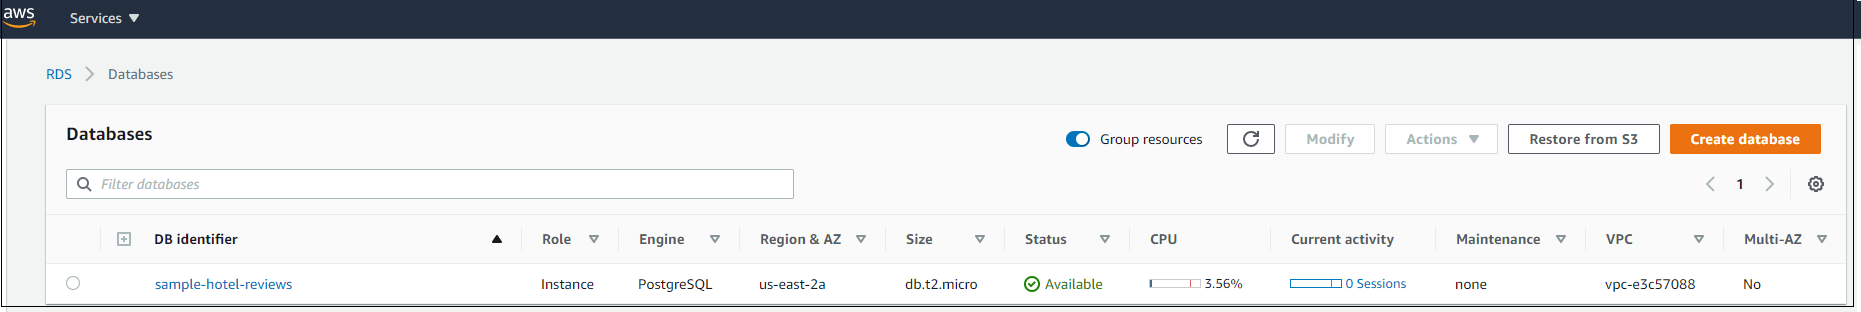 aws Services
RDS Databases
Databases Group resources Modify Actions Restore from S3 Create database
Filter databases 1
DB identifier Role Engine Region & AZ Size Status CPU Current activity Maintenance VPC Multi-AZ
sample-hotel-reviews Instance PostgreSQL us-east-2a db.t2.micro Available 3.56% 0 Sessions none vpc-e3c57088 No